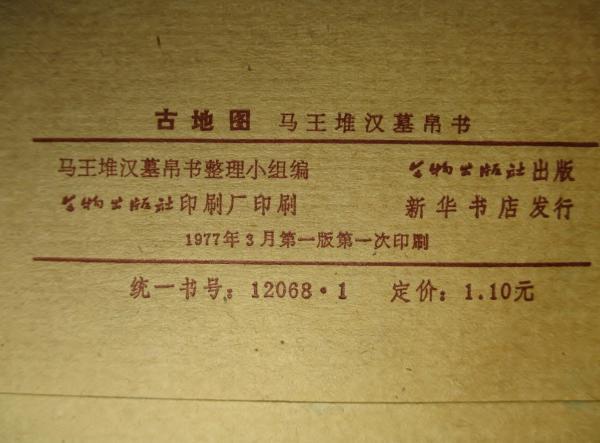 古地图 马王堆汉墓帛书
马王堆汉墓帛书整理小组编 文物出版社出版
文物出版社印刷厂印刷 新华书店发行
1977年3月第一版第一次印刷
统一书号：12068·1 定价：1.10元